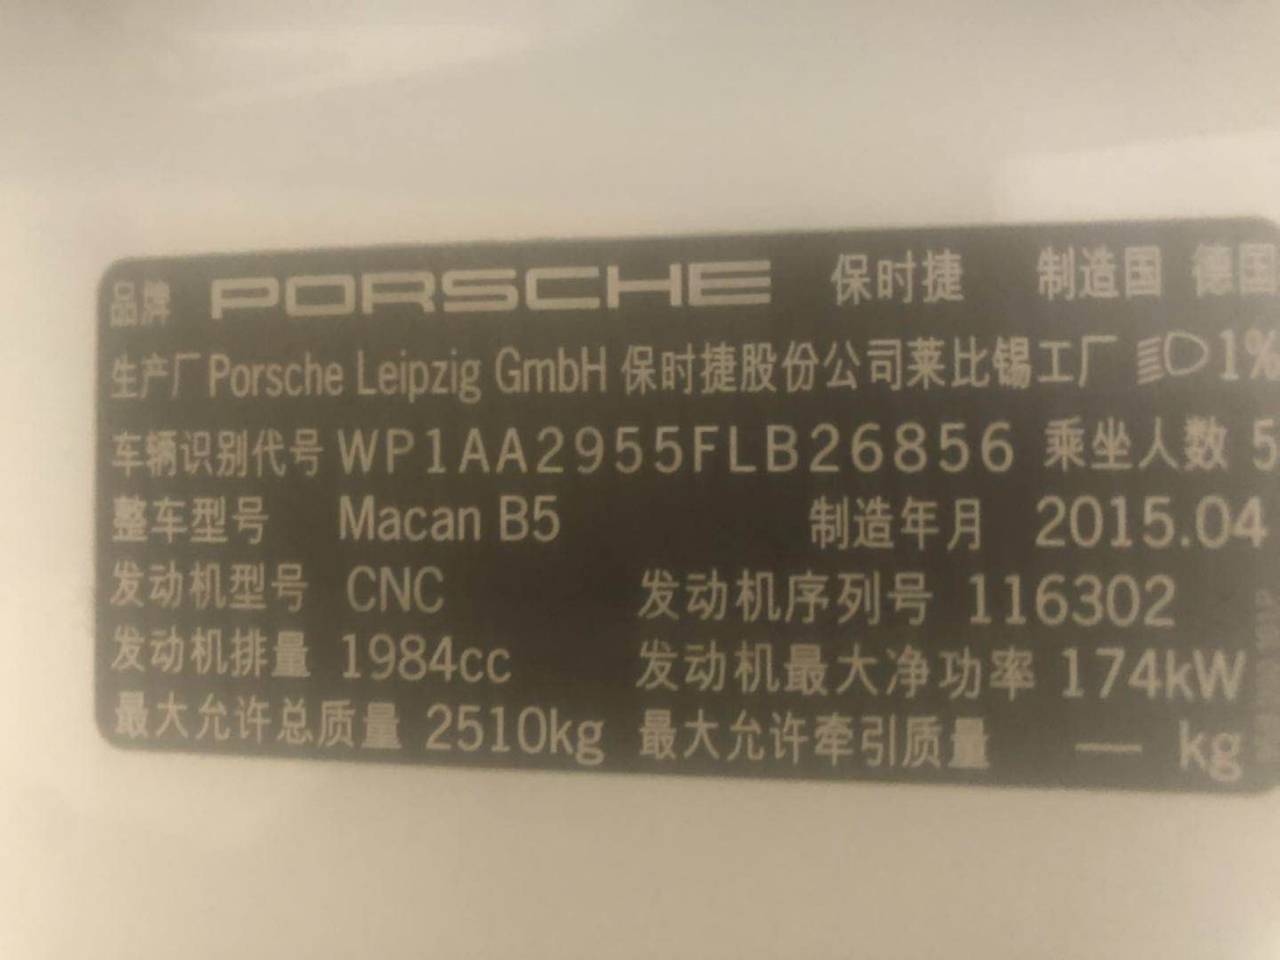 品牌 PORSCHE 保时捷 制造国 德国
生产厂 Porsche Leipzig GmbH 保时捷股份公司莱比锡工厂 1%
车辆识别代号 WP1AA2955FLB26856 乘坐人数 5
整车型号 Macan B5 制造年月 2015.04
发动机型号 CNC 发动机序列号 116302
发动机排量 1984cc 发动机最大净功率 174kW
最大允许总质量 2510kg 最大允许牵引质量 — kg